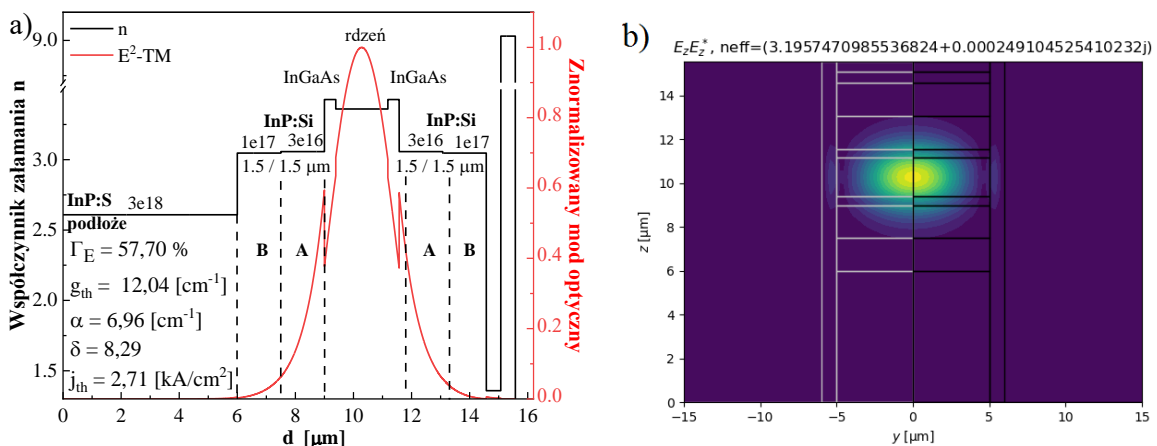 a)
n
E²-TM
rdzeń
InGaAs
InGaAs
InP:Si
InP:Si
1e17
3e16
3e16
1e17
1.5 / 1.5 μm
1.5 / 1.5 μm
InP:S 3e18
podłoże
B
A
A
B
Γ_E = 57,70 %
g_th = 12,04 [cm⁻¹]
α = 6,96 [cm⁻¹]
δ = 8,29
j_th = 2,71 [kA/cm²]
Współczynnik załamania n
9.0
3.0
2.7
2.3
1.8
1.4
0
2
4
6
8
10
12
14
16
d [μm]
1.0
0.8
0.6
0.4
0.2
0.0
Znormalizowany mod optyczny
b)
E_zE_z^*, neff=(3.1957470985536824+0.000249104525410232j)
z [μm]
14
12
10
8
6
4
2
0
−15
−10
−5
0
5
10
15
y [μm]